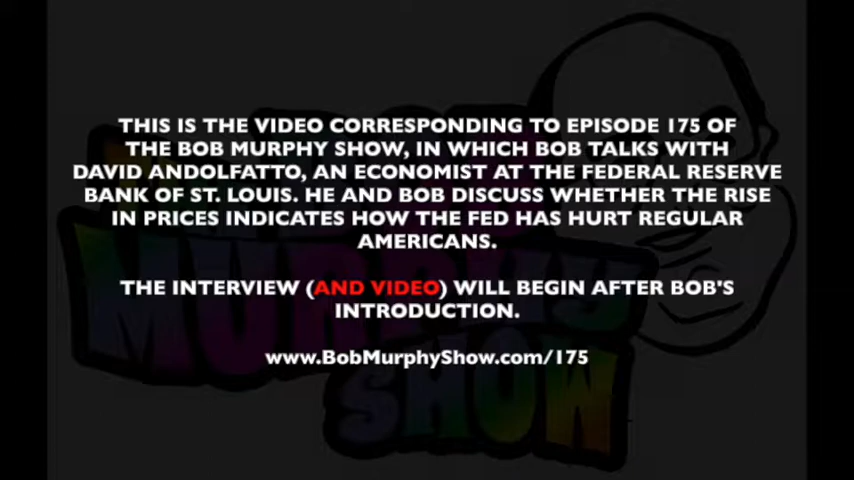 THIS IS THE VIDEO CORRESPONDING TO EPISODE 175 OF
THE BOB MURPHY SHOW, IN WHICH BOB TALKS WITH
DAVID ANDOLFATTO, AN ECONOMIST AT THE FEDERAL RESERVE
BANK OF ST. LOUIS. HE AND BOB DISCUSS WHETHER THE RISE
IN PRICES INDICATES HOW THE FED HAS HURT REGULAR
AMERICANS.
THE INTERVIEW (AND VIDEO) WILL BEGIN AFTER BOB'S
INTRODUCTION.
www.BobMurphyShow.com/175
MURPHY
SHOW